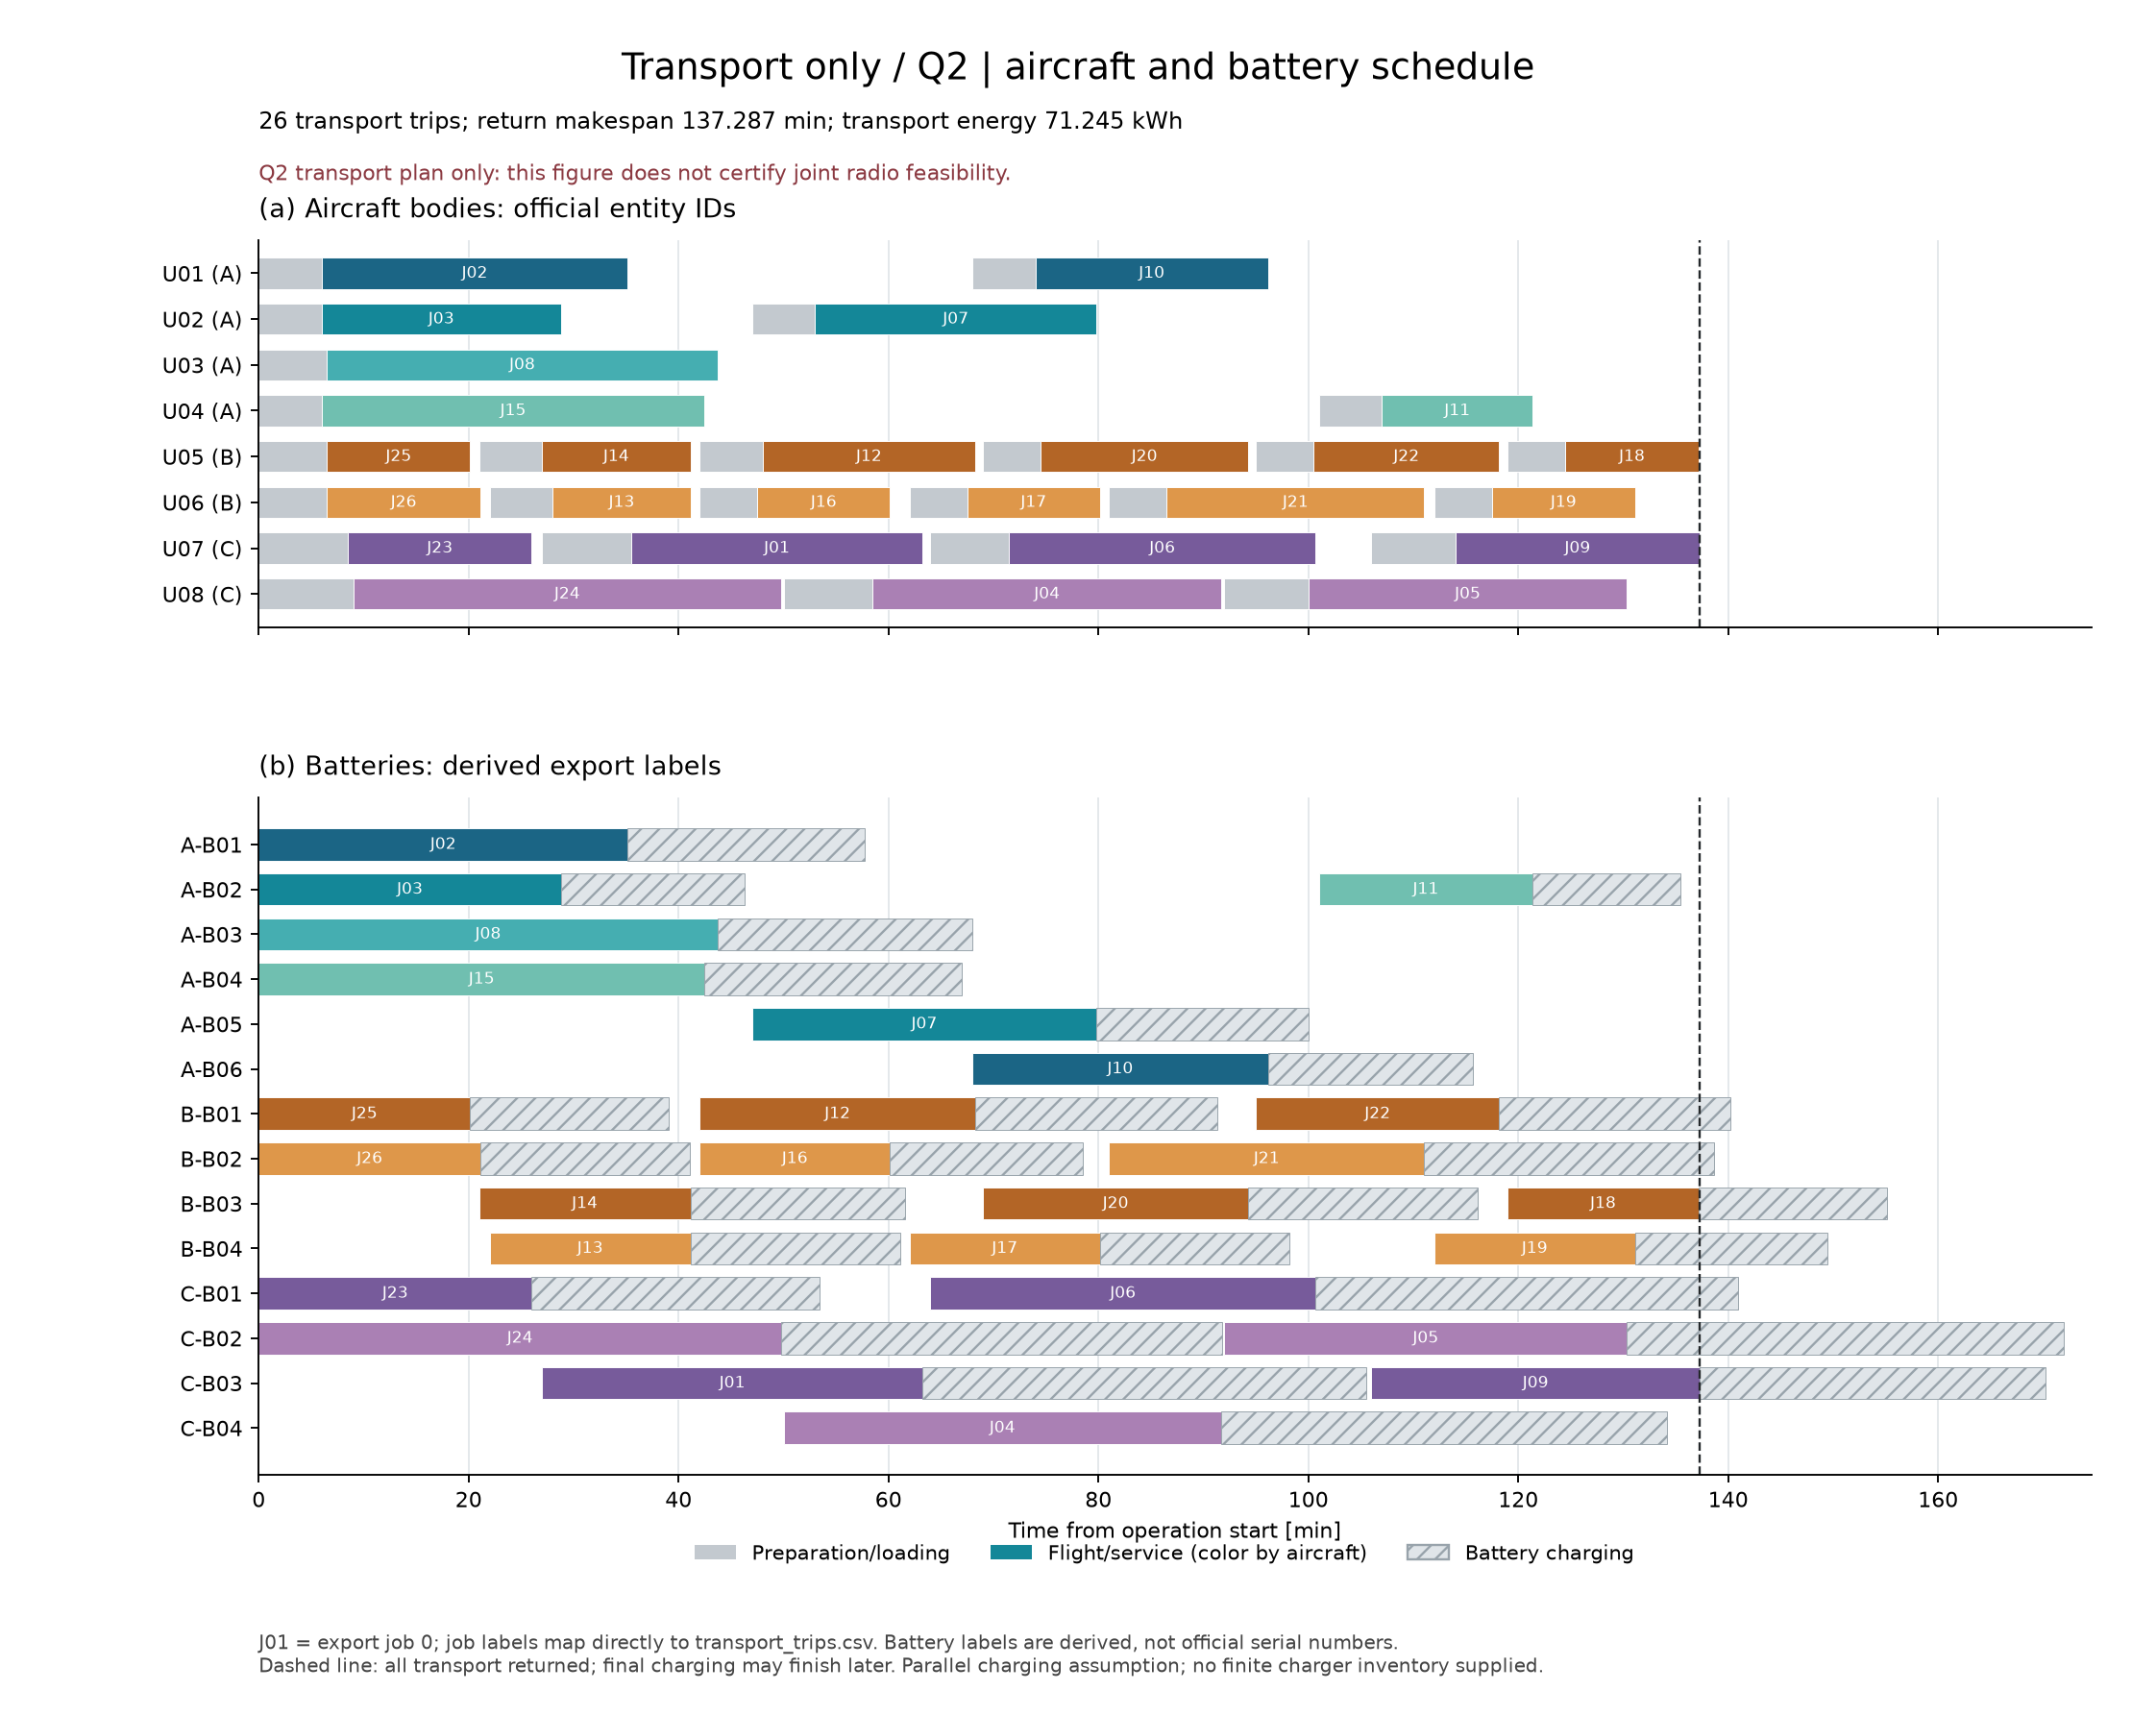 Transport only / Q2 | aircraft and battery schedule
26 transport trips; return makespan 137.287 min; transport energy 71.245 kWh
Q2 transport plan only: this figure does not certify joint radio feasibility.
(a) Aircraft bodies: official entity IDs
U01 (A) J02 J10
U02 (A) J03 J07
U03 (A) J08
U04 (A) J15 J11
U05 (B) J25 J14 J12 J20 J22 J18
U06 (B) J26 J13 J16 J17 J21 J19
U07 (C) J23 J01 J06 J09
U08 (C) J24 J04 J05
(b) Batteries: derived export labels
A-B01 J02
A-B02 J03 J11
A-B03 J08
A-B04 J15
A-B05 J07
A-B06 J10
B-B01 J25 J12 J22
B-B02 J26 J16 J21
B-B03 J14 J20 J18
B-B04 J13 J17 J19
C-B01 J23 J06
C-B02 J24 J05
C-B03 J01 J09
C-B04 J04
0 20 40 60 80 100 120 140 160
Time from operation start [min]
Preparation/loading Flight/service (color by aircraft) Battery charging
J01 = export job 0; job labels map directly to transport_trips.csv. Battery labels are derived, not official serial numbers.
Dashed line: all transport returned; final charging may finish later. Parallel charging assumption; no finite charger inventory supplied.